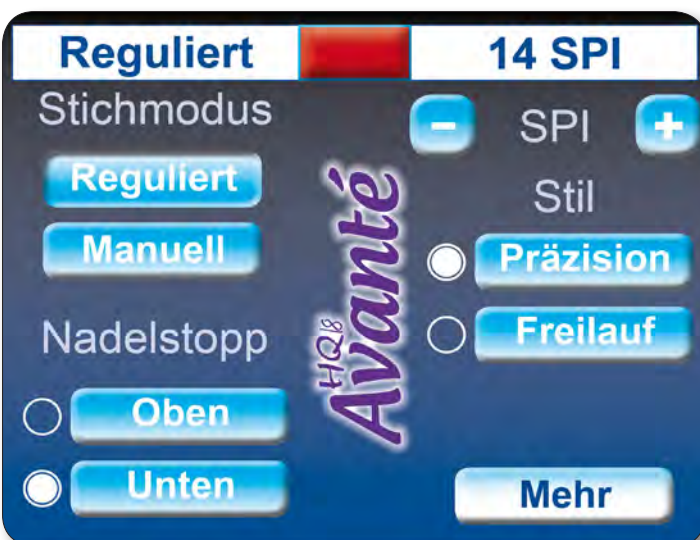 Reguliert
14 SPI
Stichmodus
Reguliert
Manuell
Nadelstopp
Oben
Unten
HQ18
Avanté
-
SPI
+
Stil
Präzision
Freilauf
Mehr